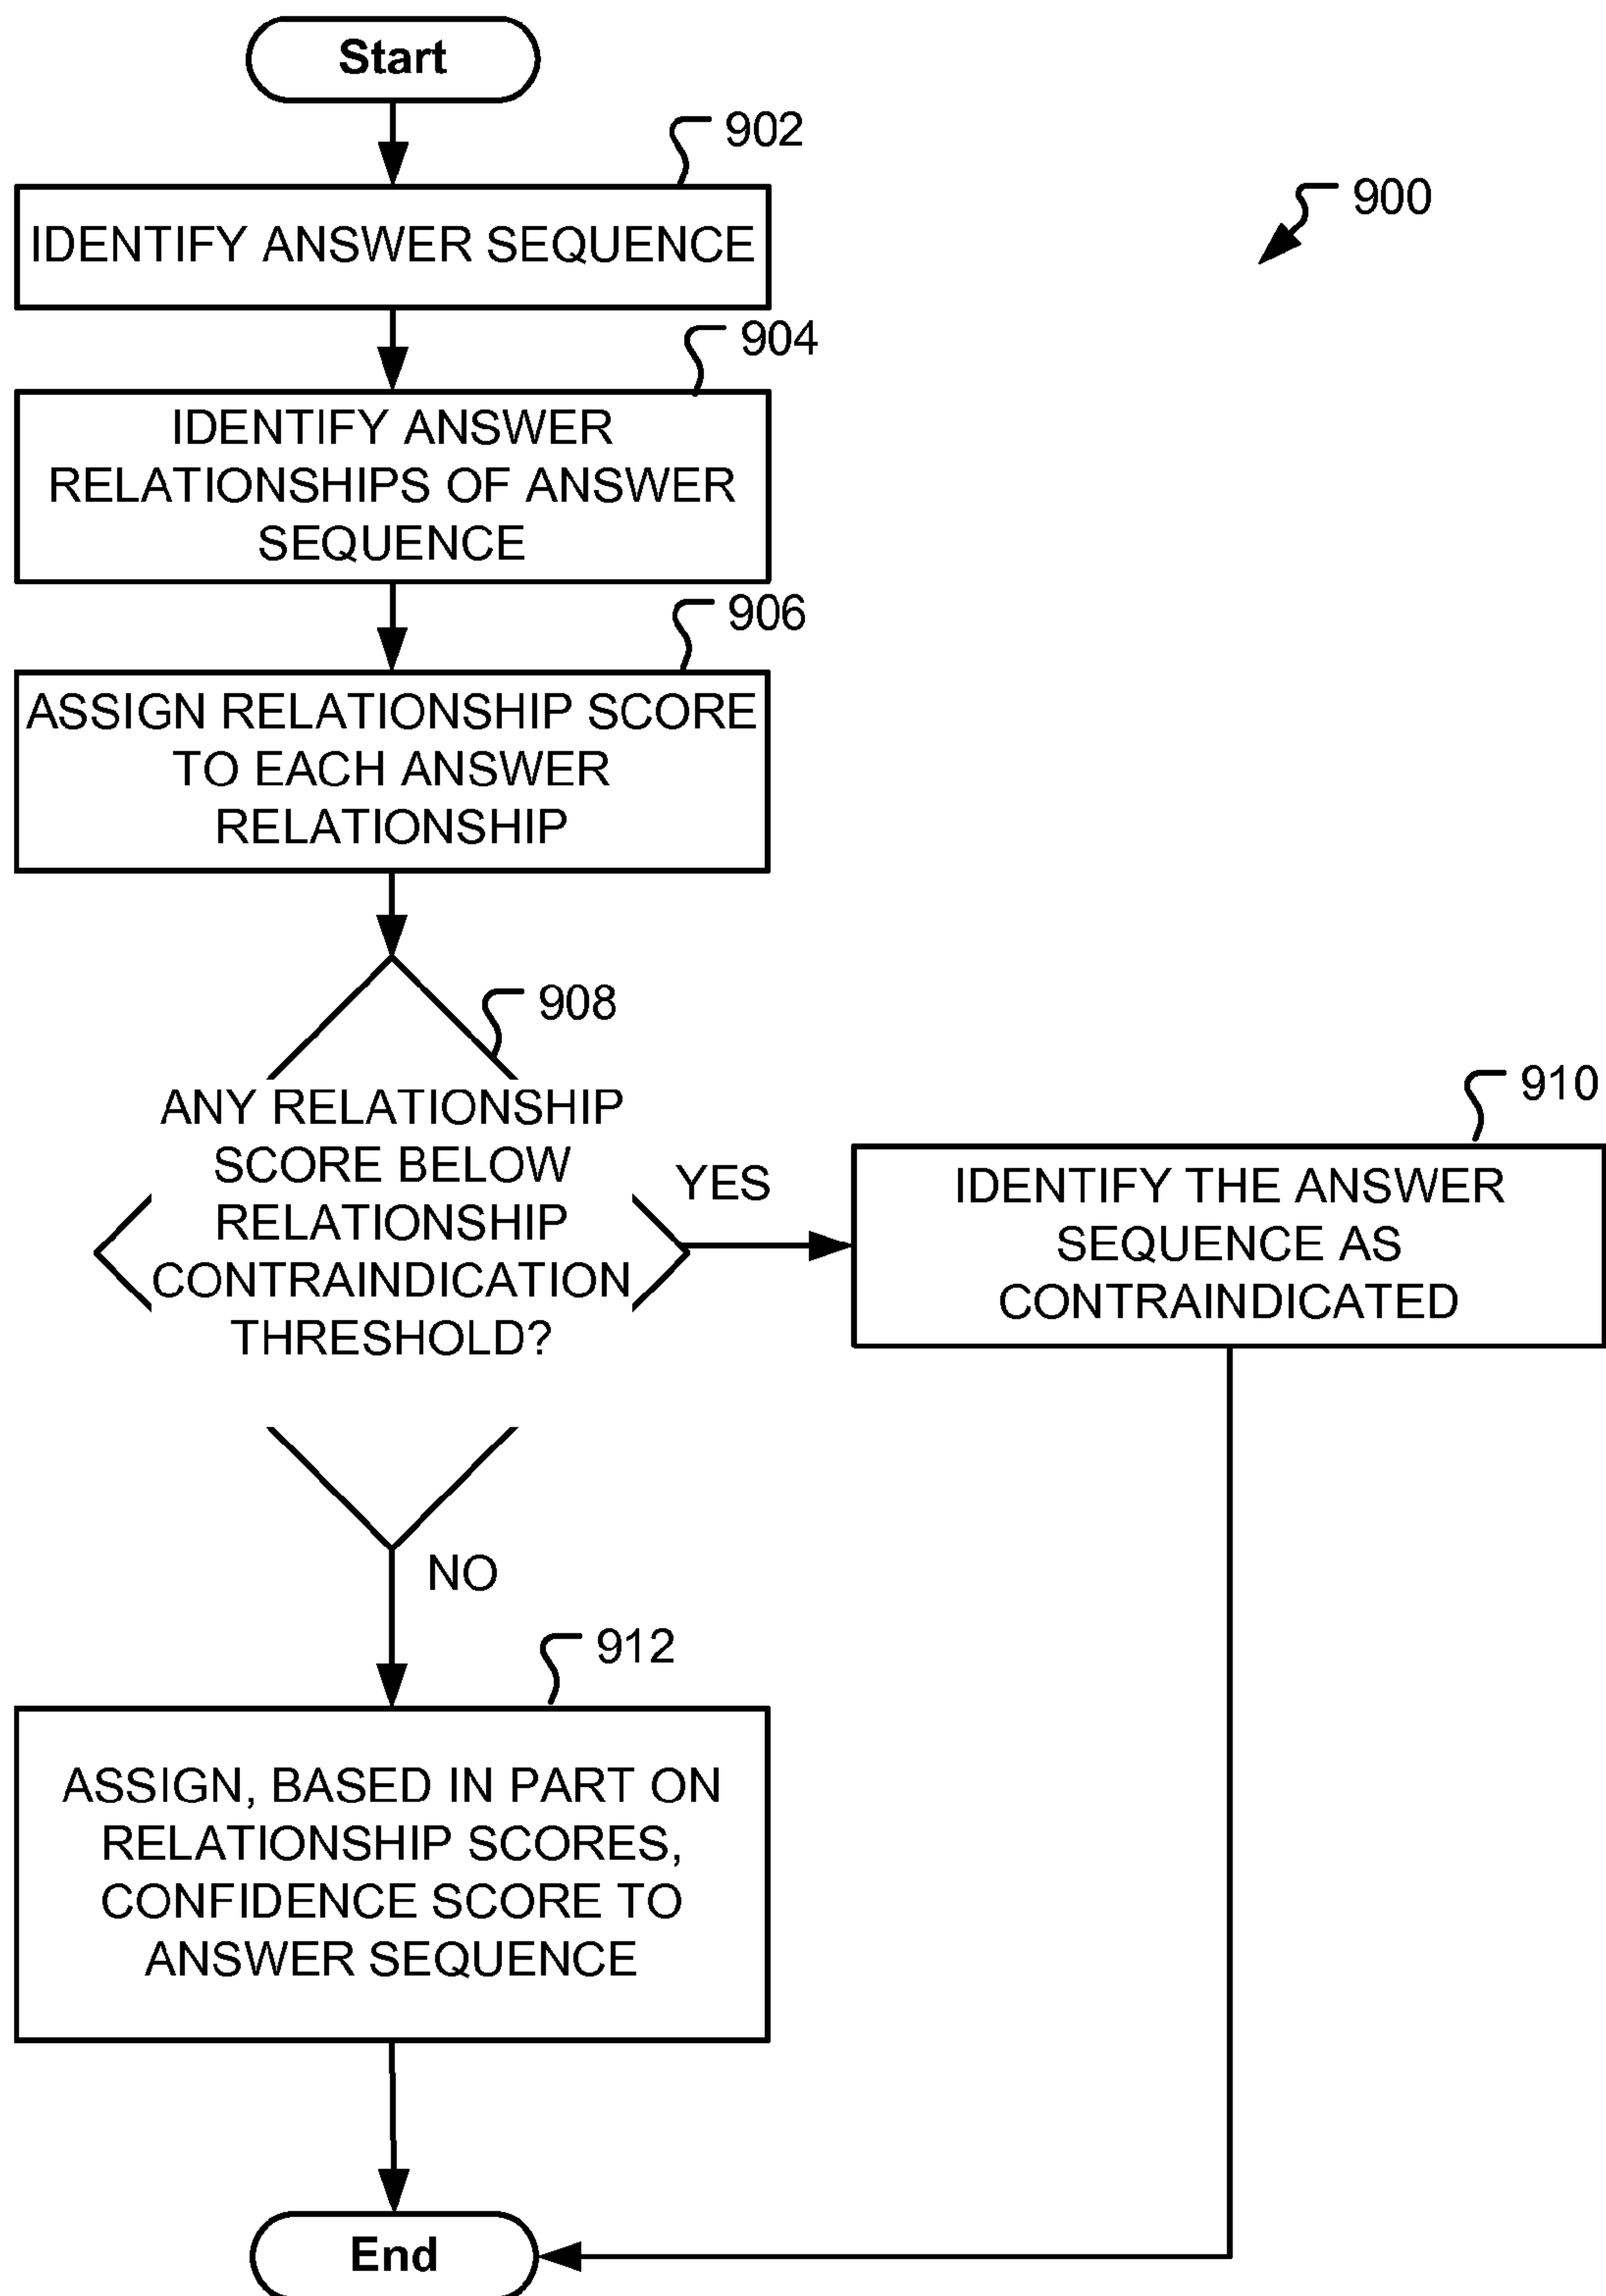 Start
902
900
IDENTIFY ANSWER SEQUENCE
904
IDENTIFY ANSWER
RELATIONSHIPS OF ANSWER
SEQUENCE
906
ASSIGN RELATIONSHIP SCORE
TO EACH ANSWER
RELATIONSHIP
908
ANY RELATIONSHIP
SCORE BELOW
RELATIONSHIP
CONTRAINDICATION
THRESHOLD?
YES
910
IDENTIFY THE ANSWER
SEQUENCE AS
CONTRAINDICATED
NO
912
ASSIGN, BASED IN PART ON
RELATIONSHIP SCORES,
CONFIDENCE SCORE TO
ANSWER SEQUENCE
End